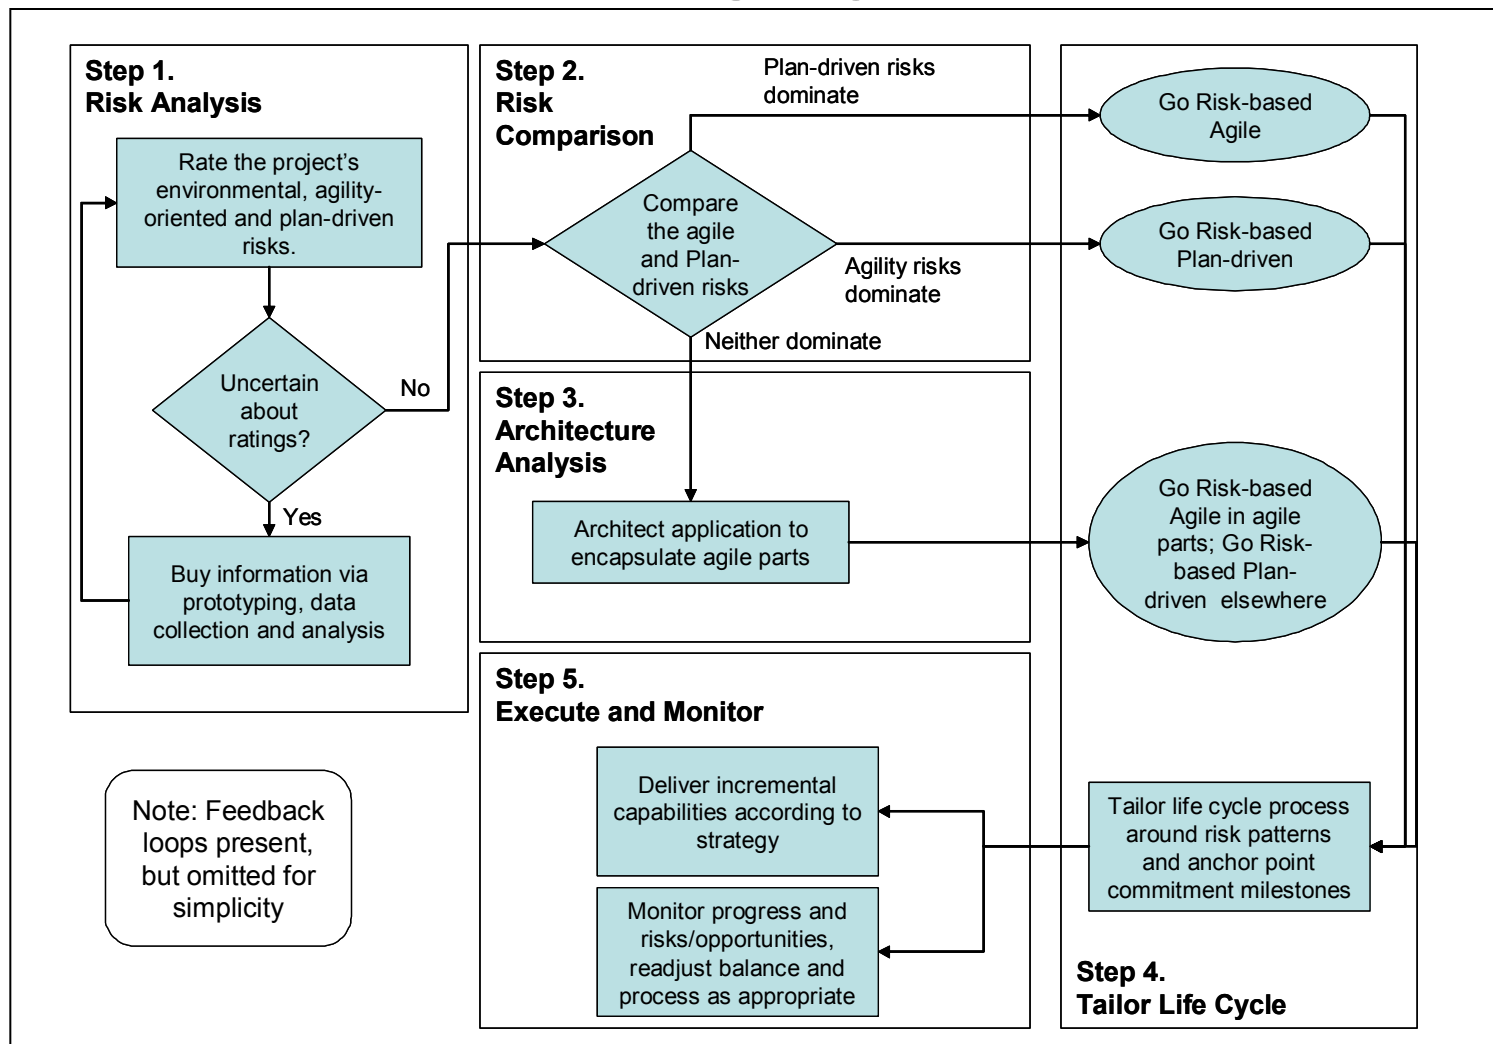 Step 1.
Risk Analysis
Rate the project's
environmental, agility-
oriented and plan-driven
risks.
Uncertain
about
ratings?
No
Yes
Buy information via
prototyping, data
collection and analysis
Note: Feedback
loops present,
but omitted for
simplicity
Step 2.
Risk
Comparison
Plan-driven risks
dominate
Compare
the agile
and Plan-
driven risks
Agility risks
dominate
Neither dominate
Step 3.
Architecture
Analysis
Architect application to
encapsulate agile parts
Go Risk-based
Agile
Go Risk-based
Plan-driven
Go Risk-based
Agile in agile
parts; Go Risk-
based Plan-
driven elsewhere
Tailor life cycle process
around risk patterns
and anchor point
commitment milestones
Step 4.
Tailor Life Cycle
Step 5.
Execute and Monitor
Deliver incremental
capabilities according to
strategy
Monitor progress and
risks/opportunities,
readjust balance and
process as appropriate